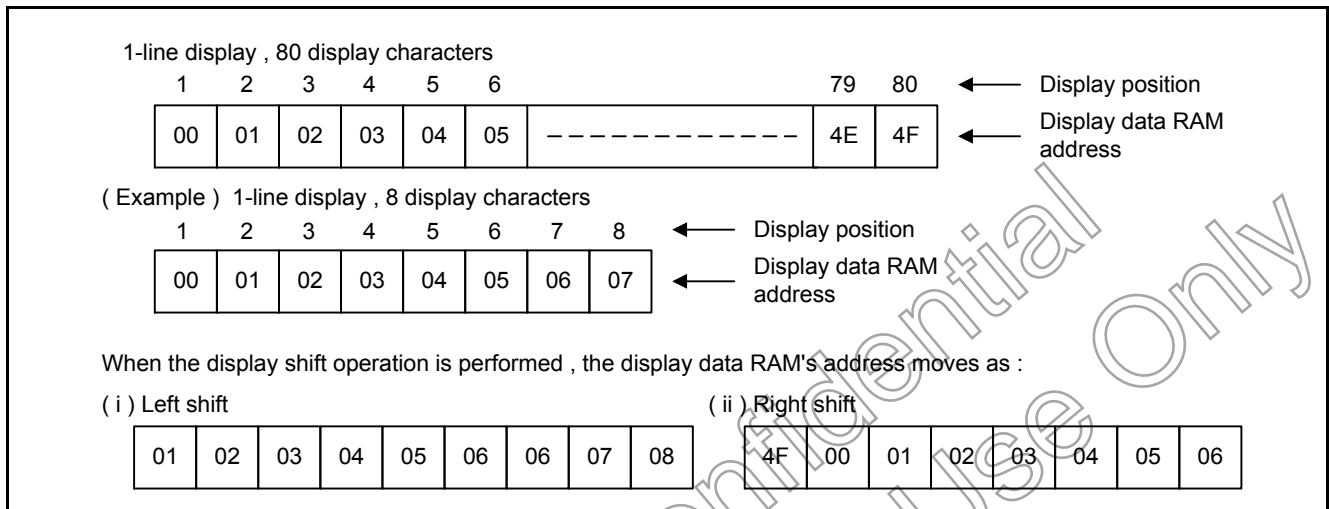 1-line display , 80 display characters
1 2 3 4 5 6 79 80 Display position
00 01 02 03 04 05 4E 4F Display data RAM address
( Example ) 1-line display , 8 display characters
1 2 3 4 5 6 7 8 Display position
00 01 02 03 04 05 06 07 Display data RAM address
When the display shift operation is performed , the display data RAM's address moves as :
( i ) Left shift ( ii ) Right shift
01 02 03 04 05 06 06 07 08 4F 00 01 02 03 04 05 06
Confidential
Use Only